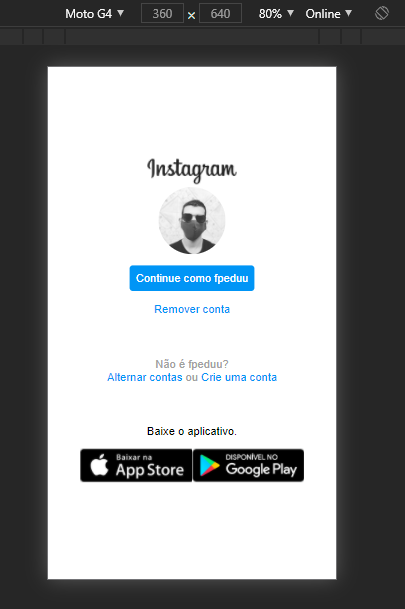 Moto G4 ▼ 360 × 640 80% ▼ Online ▼
Instagram
Continue como fpeduu
Remover conta
Não é fpeduu?
Alternar contas ou Crie uma conta
Baixe o aplicativo.
Baixar na
App Store
DISPONÍVEL NO
Google Play